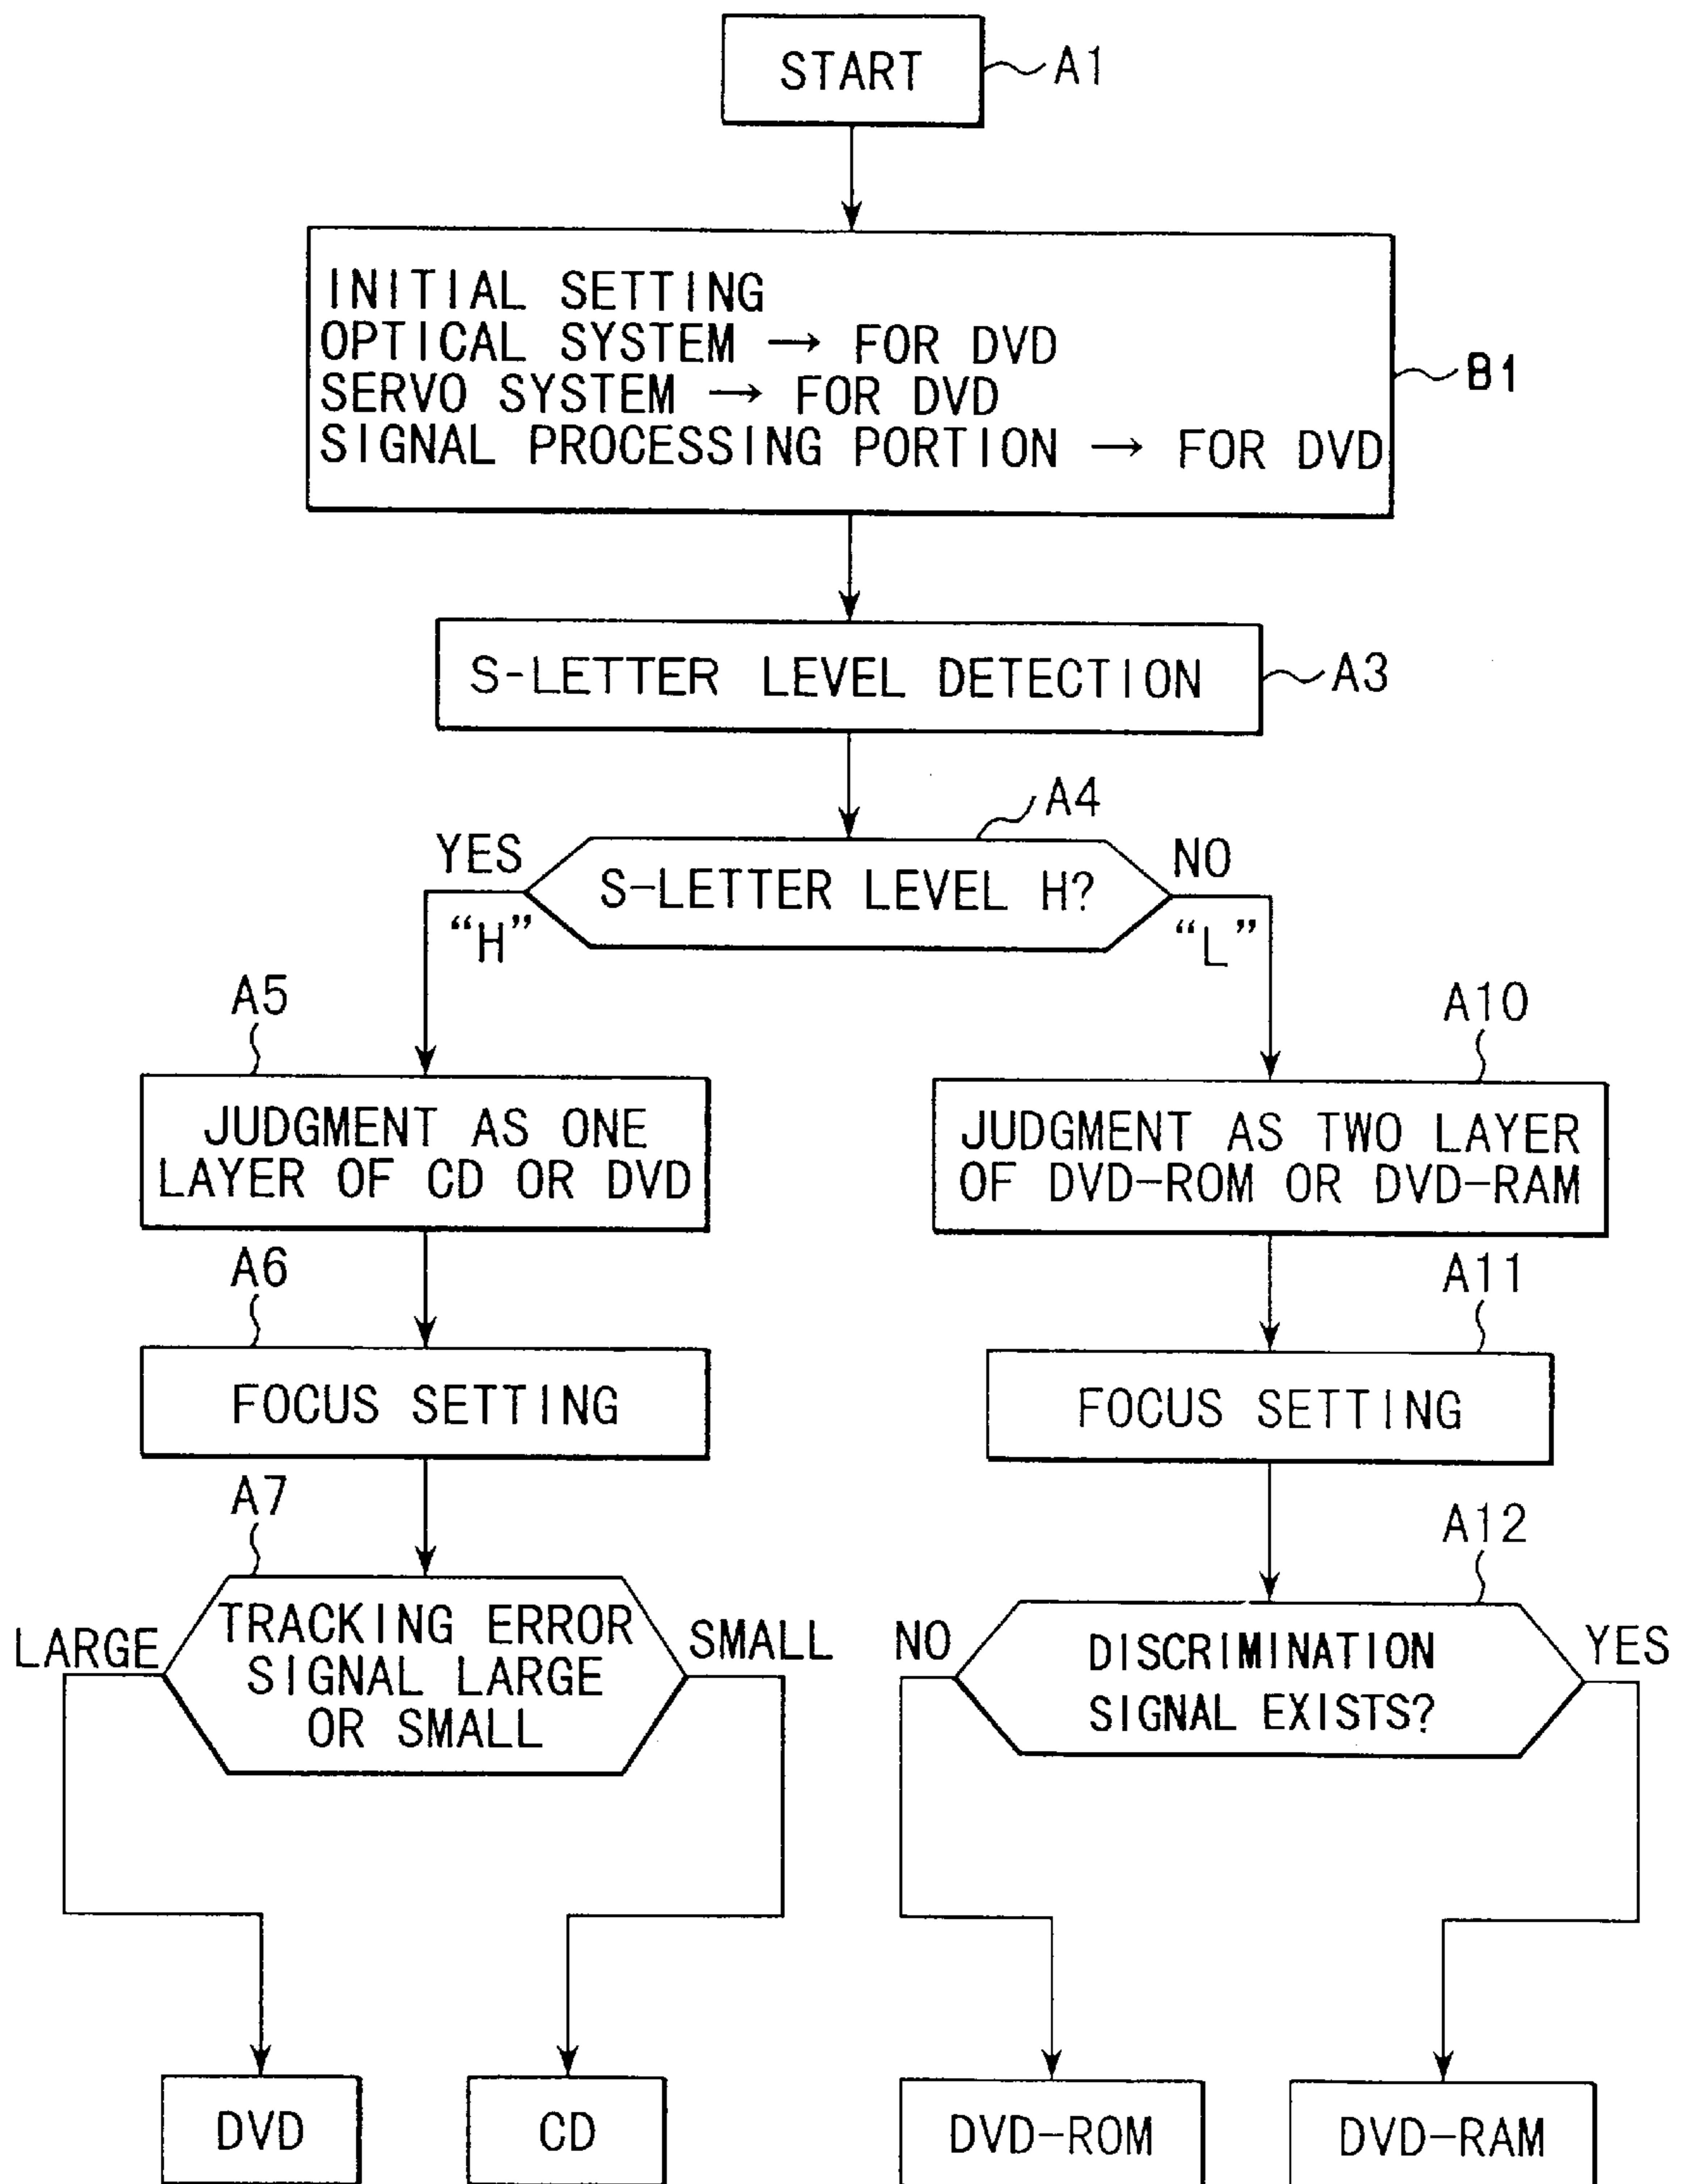 START
A1
INITIAL SETTING
OPTICAL SYSTEM → FOR DVD
SERVO SYSTEM → FOR DVD
SIGNAL PROCESSING PORTION → FOR DVD
B1
S-LETTER LEVEL DETECTION
A3
A4
YES
S-LETTER LEVEL H?
NO
“H”
“L”
A5
A10
JUDGMENT AS ONE
LAYER OF CD OR DVD
JUDGMENT AS TWO LAYER
OF DVD-ROM OR DVD-RAM
A6
A11
FOCUS SETTING
FOCUS SETTING
A7
A12
LARGE
TRACKING ERROR
SIGNAL LARGE
OR SMALL
SMALL
NO
DISCRIMINATION
SIGNAL EXISTS?
YES
DVD
CD
DVD-ROM
DVD-RAM